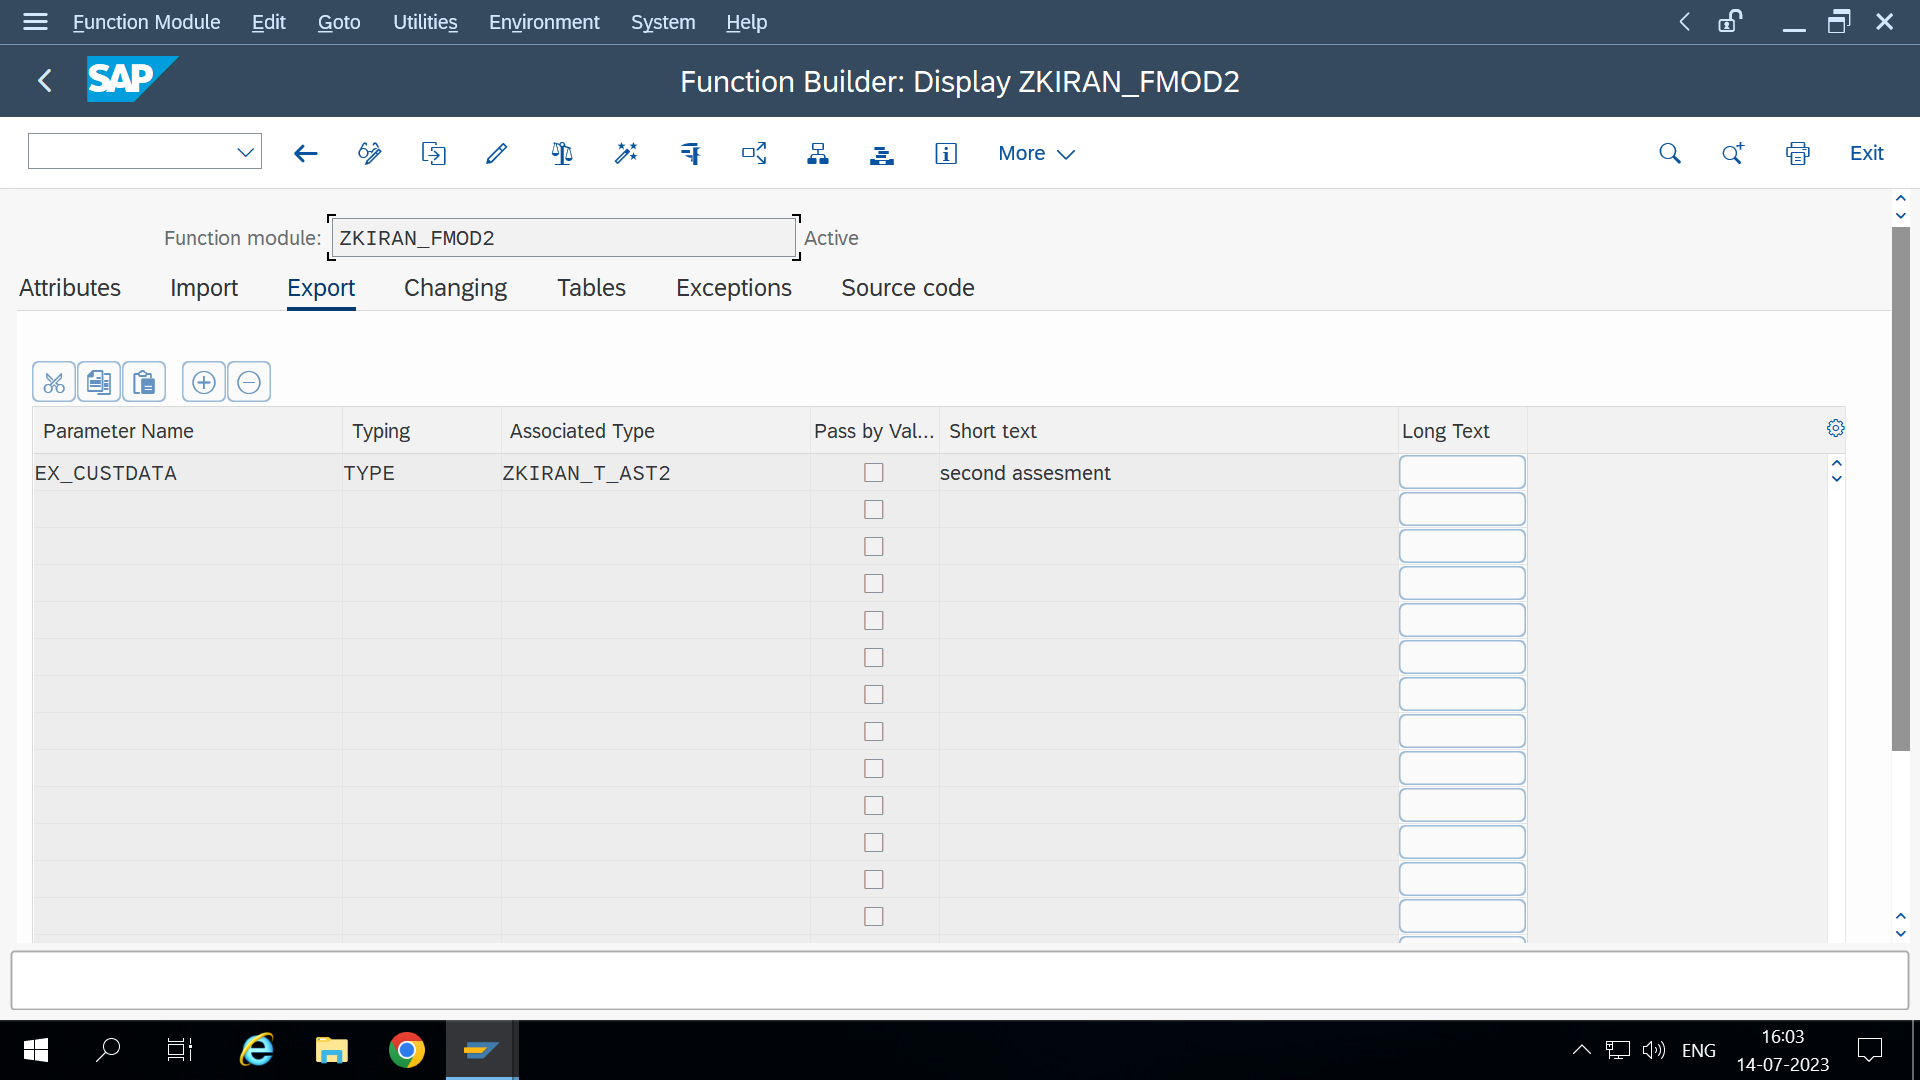 Function Module Edit Goto Utilities Environment System Help
SAP
Function Builder: Display ZKIRAN_FMOD2
More
Exit
Function module: ZKIRAN_FMOD2 Active
Attributes Import Export Changing Tables Exceptions Source code
Parameter Name Typing Associated Type Pass by Val... Short text Long Text
EX_CUSTDATA TYPE ZKIRAN_T_AST2 second assesment
ENG
16:03
14-07-2023